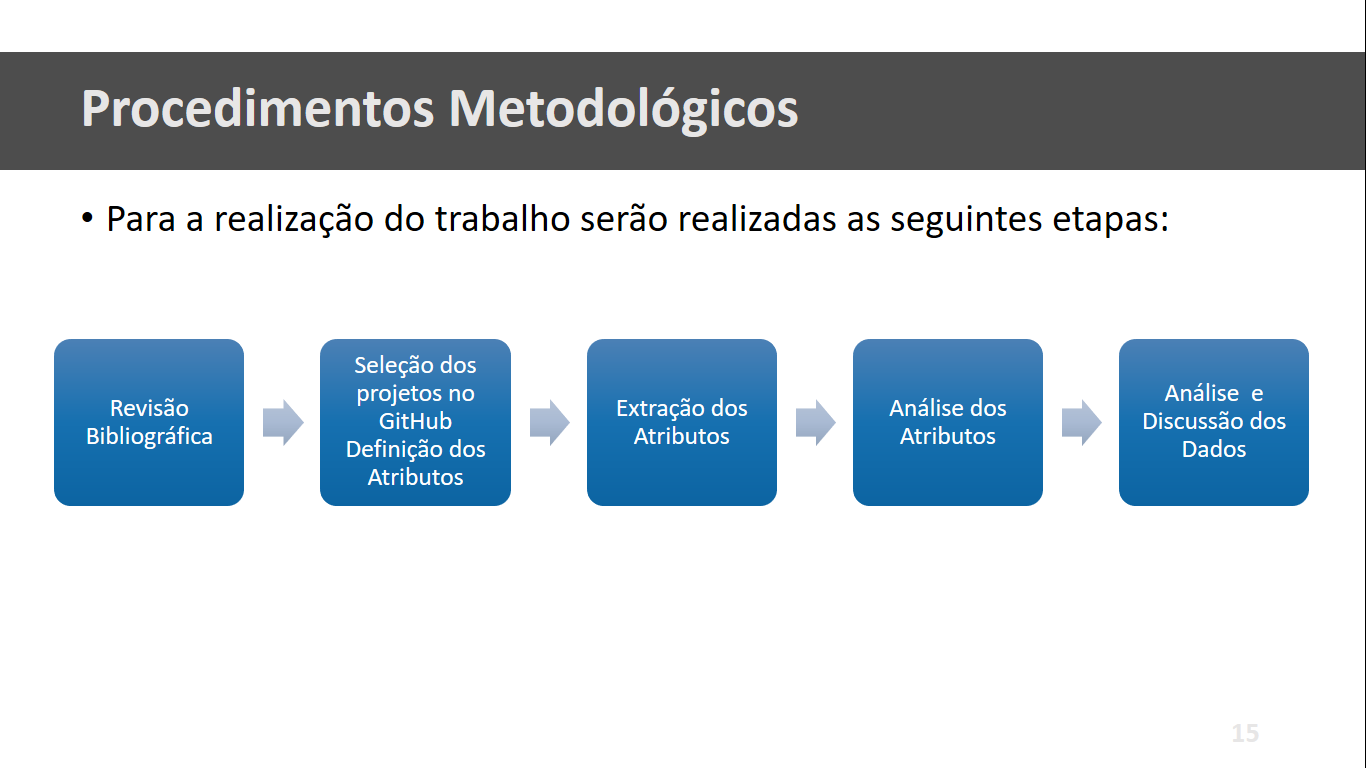 Procedimentos Metodológicos
• Para a realização do trabalho serão realizadas as seguintes etapas:
Revisão
Bibliográfica
Seleção dos
projetos no
GitHub
Definição dos
Atributos
Extração dos
Atributos
Análise dos
Atributos
Análise  e
Discussão dos
Dados
15